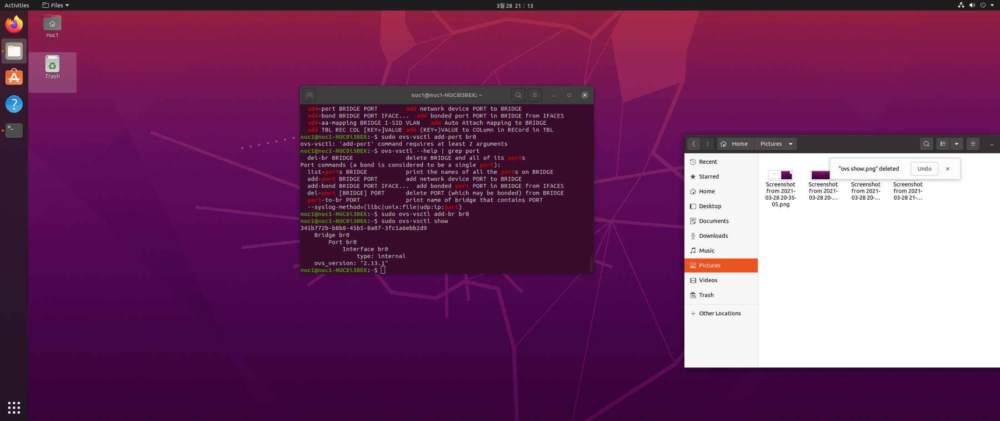 Activities
Files
3월 28 21 : 13
nuc1
Trash
nuc1@nuc1-NUC8i3BEK: ~
  add-port BRIDGE PORT        add network device PORT to BRIDGE
  add-bond BRIDGE PORT IFACE...  add bonded port PORT in BRIDGE from IFACES
  add-aa-mapping BRIDGE I-SID VLAN   add Auto Attach mapping to BRIDGE
  add TBL REC COL [KEY=]VALUE add (KEY=)VALUE to COLumn in RECord in TBL
nuc1@nuc1-NUC8i3BEK:~$ sudo ovs-vsctl add-port br0
ovs-vsctl: 'add-port' command requires at least 2 arguments
nuc1@nuc1-NUC8i3BEK:~$ ovs-vsctl --help | grep port
  del-br BRIDGE               delete BRIDGE and all of its ports
Port commands (a bond is considered to be a single port):
  list-ports BRIDGE           print the names of all the ports on BRIDGE
  add-port BRIDGE PORT        add network device PORT to BRIDGE
  add-bond BRIDGE PORT IFACE...  add bonded port PORT in BRIDGE from IFACES
  del-port [BRIDGE] PORT      delete PORT (which may be bonded) from BRIDGE
  port-to-br PORT             print name of bridge that contains PORT
  --syslog-method=(libc|unix:file|udp:ip:port)
nuc1@nuc1-NUC8i3BEK:~$ sudo ovs-vsctl add-br br0
nuc1@nuc1-NUC8i3BEK:~$ sudo ovs-vsctl show
341b772b-b8b8-45b5-8a07-3fc1a6ebb2d9
    Bridge br0
        Port br0
            Interface br0
                type: internal
    ovs_version: "2.13.1"
nuc1@nuc1-NUC8i3BEK:~$
Home
Pictures
Recent
Starred
Home
Desktop
Documents
Downloads
Music
Pictures
Videos
Trash
Other Locations
"ovs show.png" deleted
Undo
Screenshot
from 2021-
03-28 20-35-
05.png
Screenshot
from 2021-
03-28 20-...
Screenshot
from 2021-
03-28 20-...
Screenshot
from 2021-
03-28 21-...